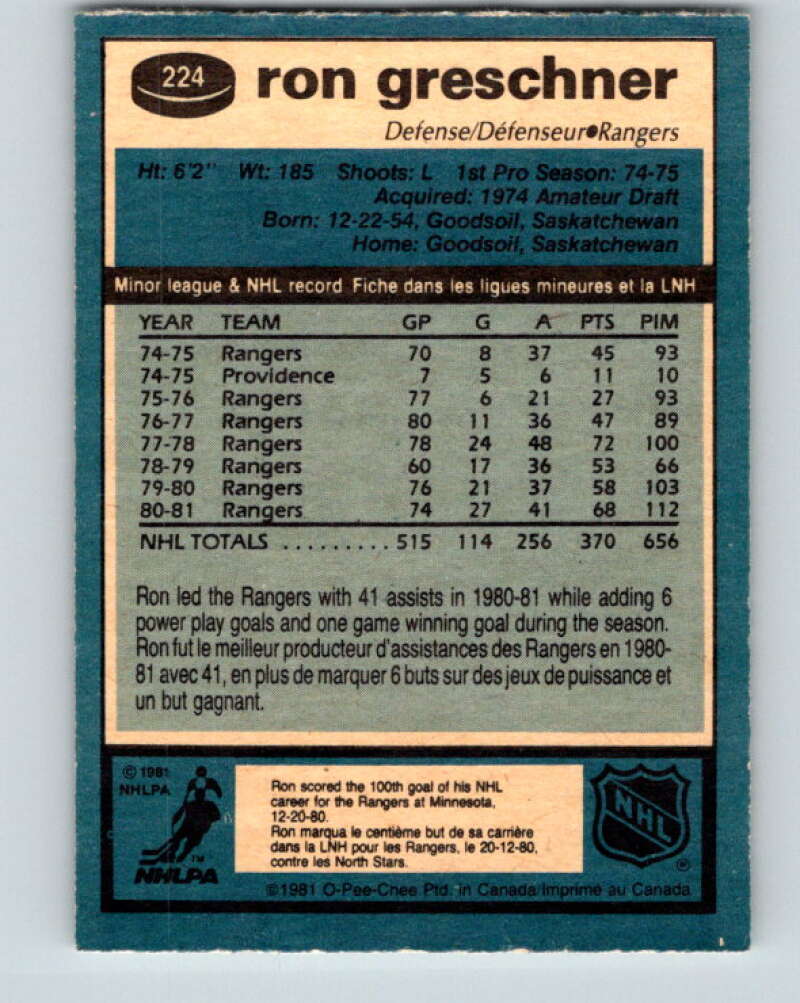 224 ron greschner
Defense/Défenseur●Rangers
Ht: 6'2" Wt: 185 Shoots: L 1st Pro Season: 74-75
Acquired: 1974 Amateur Draft
Born: 12-22-54, Goodsoil, Saskatchewan
Home: Goodsoil, Saskatchewan
Minor league & NHL record Fiche dans les ligues mineures et la LNH
YEAR TEAM GP G A PTS PIM
74-75 Rangers 70 8 37 45 93
74-75 Providence 7 5 6 11 10
75-76 Rangers 77 6 21 27 93
76-77 Rangers 80 11 36 47 89
77-78 Rangers 78 24 48 72 100
78-79 Rangers 60 17 36 53 66
79-80 Rangers 76 21 37 58 103
80-81 Rangers 74 27 41 68 112
NHL TOTALS .......... 515 114 256 370 656
Ron led the Rangers with 41 assists in 1980-81 while adding 6
power play goals and one game winning goal during the season.
Ron fut le meilleur producteur d'assistances des Rangers en 1980-
81 avec 41, en plus de marquer 6 buts sur des jeux de puissance et
un but gagnant.
© 1981
NHLPA
TM
NHLPA
Ron scored the 100th goal of his NHL
career for the Rangers at Minnesota,
12-20-80.
Ron marqua le centième but de sa carrière
dans la LNH pour les Rangers, le 20-12-80,
contre les North Stars.
NHL
®
©1981 O-Pee-Chee Ptd. in Canada/Imprimé au Canada